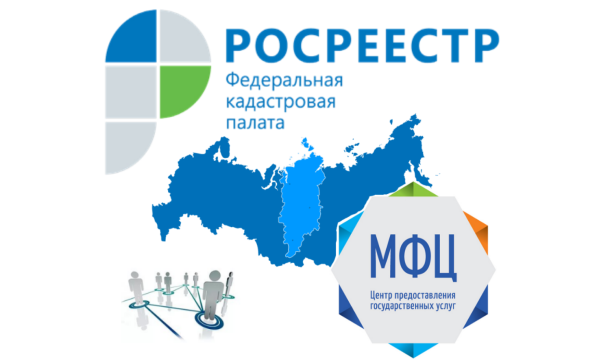 РОСРЕЕСТР
Федеральная
кадастровая
палата
МФЦ
Центр предоставления
государственных услуг